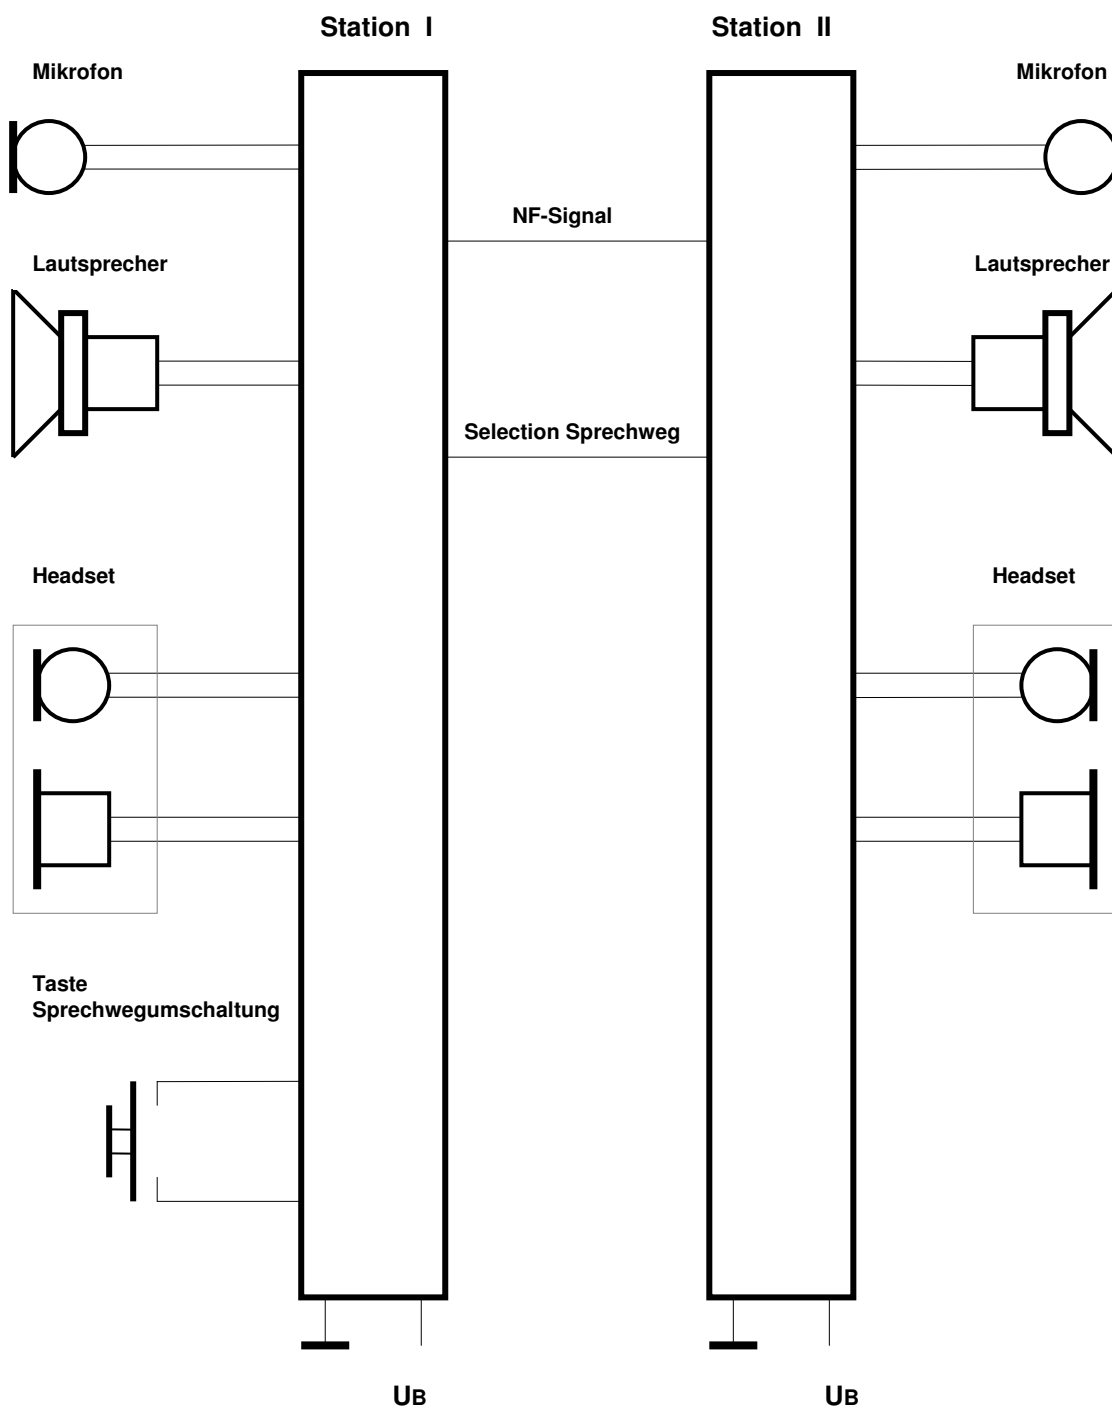 Station I
Station II
Mikrofon
Mikrofon
NF-Signal
Lautsprecher
Lautsprecher
Selection Sprechweg
Headset
Headset
Taste
Sprechwegumschaltung
UB
UB